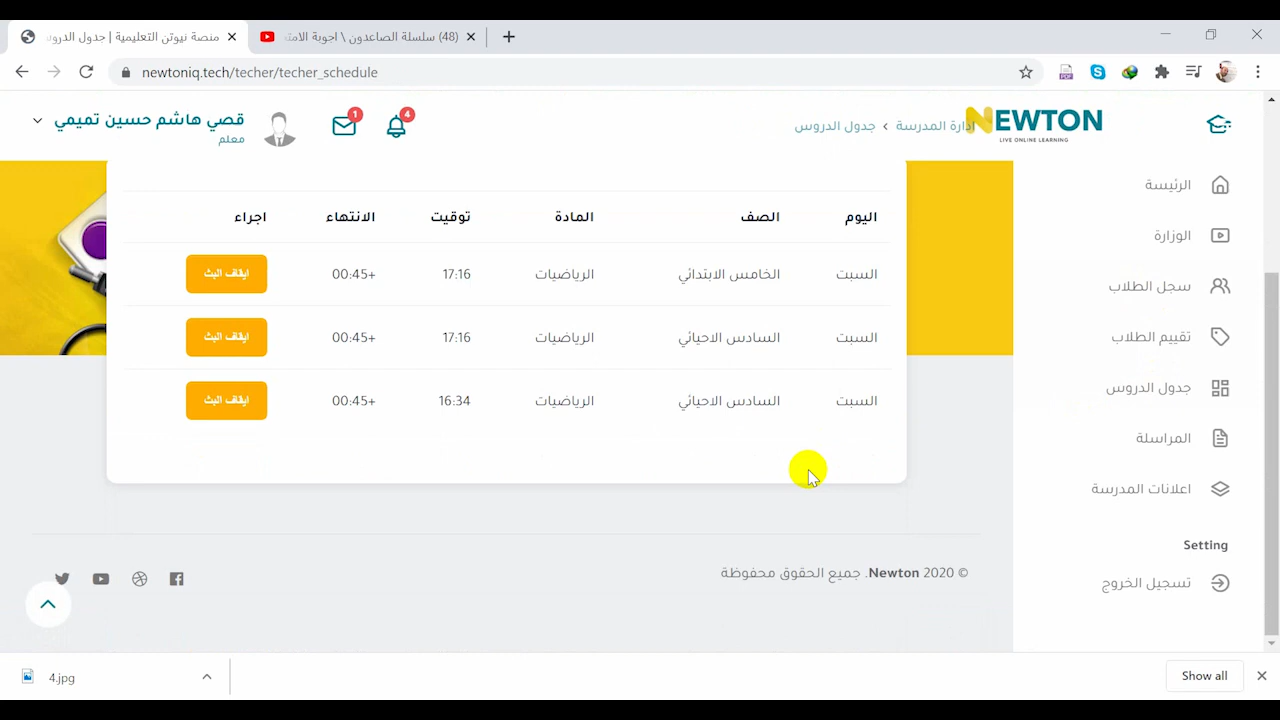 منصة نيوتن التعليمية | جدول الدروس
(48) سلسلة الصاعدون \ اجوبة الامت
newtoniq.tech/techer/techer_schedule
NEWTON
LIVE ONLINE LEARNING
ادارة المدرسة › جدول الدروس
4
1
قصي هاشم حسين تميمي
معلم
الرئيسة
الوزارة
سجل الطلاب
تقييم الطلاب
جدول الدروس
المراسلة
اعلانات المدرسة
Setting
تسجيل الخروج
اليوم الصف المادة توقيت الانتهاء اجراء
السبت الخامس الابتدائي الرياضيات 17:16 +00:45 ايقاف البث
السبت السادس الاحيائي الرياضيات 17:16 +00:45 ايقاف البث
السبت السادس الاحيائي الرياضيات 16:34 +00:45 ايقاف البث
© 2020 Newton. جميع الحقوق محفوظة
4.jpg
Show all